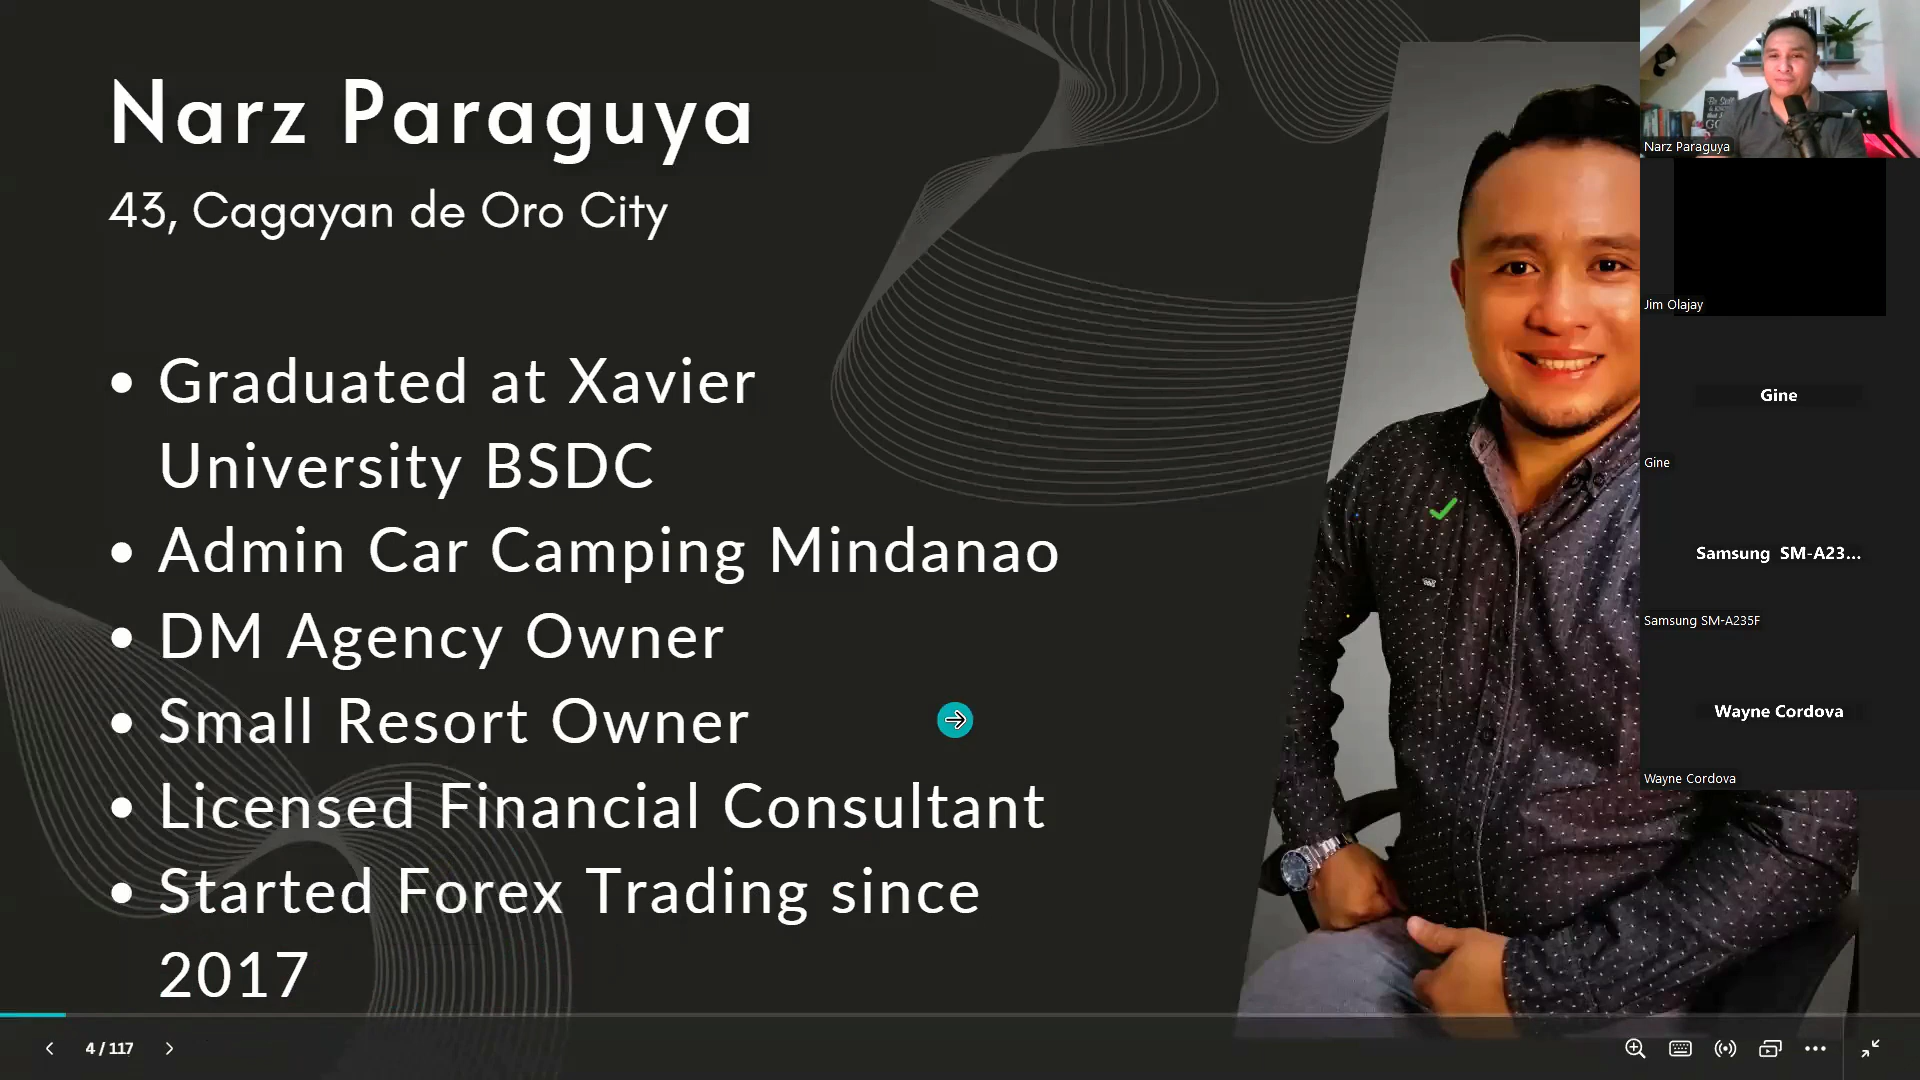 Narz Paraguya
43, Cagayan de Oro City
• Graduated at Xavier
University BSDC
• Admin Car Camping Mindanao
• DM Agency Owner
• Small Resort Owner
• Licensed Financial Consultant
• Started Forex Trading since
2017
4 / 117
Narz Paraguya
Jim Olajay
Gine
Gine
Samsung SM-A23...
Samsung SM-A235F
Wayne Cordova
Wayne Cordova